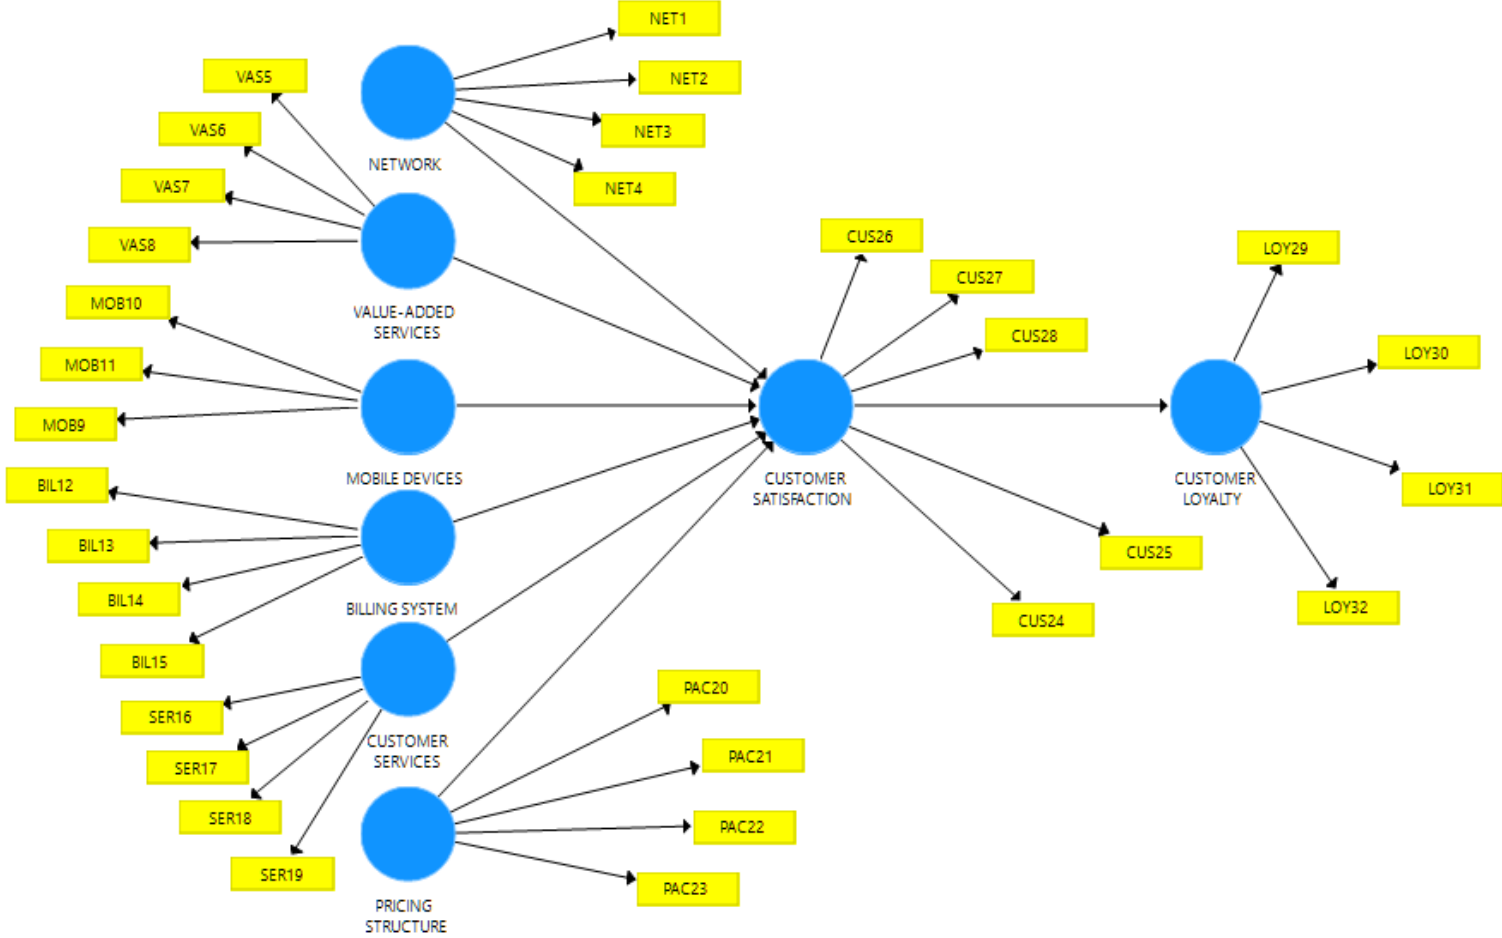 NET1
NET2
NET3
NET4
NETWORK
VAS5
VAS6
VAS7
VAS8
VALUE-ADDED
SERVICES
MOB10
MOB11
MOB9
MOBILE DEVICES
BIL12
BIL13
BIL14
BIL15
BILLING SYSTEM
SER16
SER17
SER18
SER19
CUSTOMER
SERVICES
PAC20
PAC21
PAC22
PAC23
PRICING
STRUCTURE
CUS26
CUS27
CUS28
CUS25
CUS24
CUSTOMER
SATISFACTION
LOY29
LOY30
LOY31
LOY32
CUSTOMER
LOYALTY